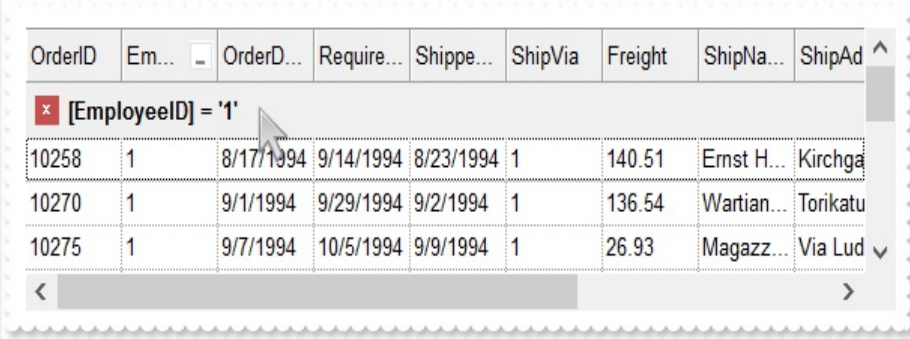 OrderID Em... OrderD... Require... Shippe... ShipVia Freight ShipNa... ShipAd
x [EmployeeID] = '1'
10258 1 8/17/1994 9/14/1994 8/23/1994 1 140.51 Ernst H... Kirchga
10270 1 9/1/1994 9/29/1994 9/2/1994 1 136.54 Wartian... Torikatu
10275 1 9/7/1994 10/5/1994 9/9/1994 1 26.93 Magazz... Via Lud